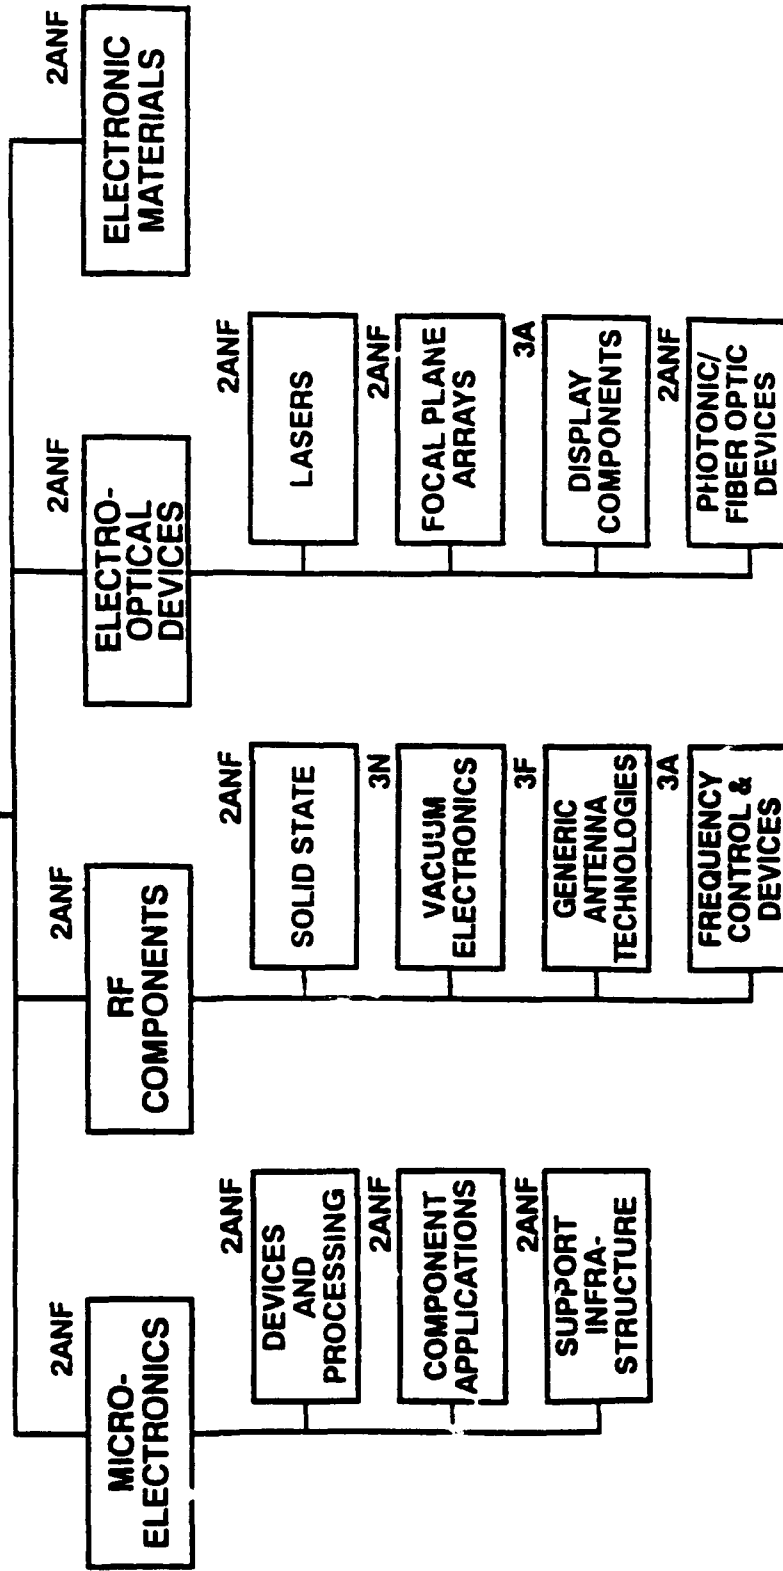 2ANF
MICRO-
ELECTRONICS
2ANF
DEVICES
AND
PROCESSING
2ANF
COMPONENT
APPLICATIONS
2ANF
SUPPORT
INFRA-
STRUCTURE
2ANF
RF
COMPONENTS
2ANF
SOLID STATE
3N
VACUUM
ELECTRONICS
3F
GENERIC
ANTENNA
TECHNOLOGIES
3A
FREQUENCY
CONTROL &
DEVICES
2ANF
ELECTRO-
OPTICAL
DEVICES
2ANF
LASERS
2ANF
FOCAL PLANE
ARRAYS
3A
DISPLAY
COMPONENTS
2ANF
PHOTONIC/
FIBER OPTIC
DEVICES
2ANF
ELECTRONIC
MATERIALS